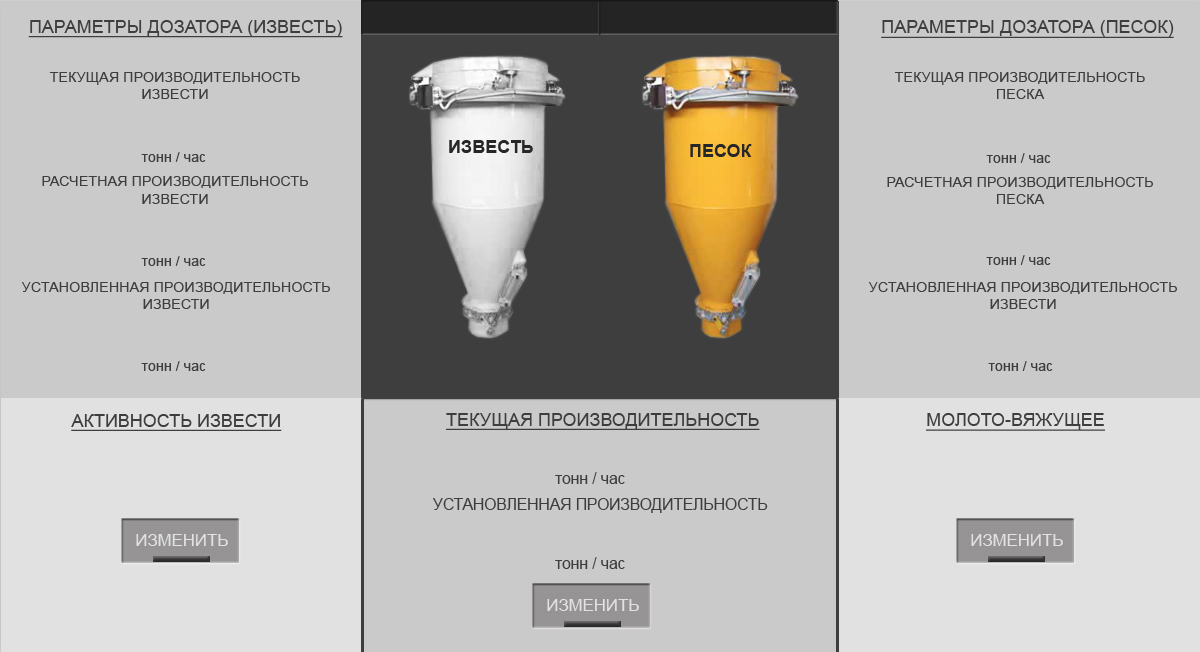 ПАРАМЕТРЫ ДОЗАТОРА (ИЗВЕСТЬ)
ТЕКУЩАЯ ПРОИЗВОДИТЕЛЬНОСТЬ
ИЗВЕСТИ
тонн / час
РАСЧЕТНАЯ ПРОИЗВОДИТЕЛЬНОСТЬ
ИЗВЕСТИ
тонн / час
УСТАНОВЛЕННАЯ ПРОИЗВОДИТЕЛЬНОСТЬ
ИЗВЕСТИ
тонн / час
ИЗВЕСТЬ
ПЕСОК
ПАРАМЕТРЫ ДОЗАТОРА (ПЕСОК)
ТЕКУЩАЯ ПРОИЗВОДИТЕЛЬНОСТЬ
ПЕСКА
тонн / час
РАСЧЕТНАЯ ПРОИЗВОДИТЕЛЬНОСТЬ
ПЕСКА
тонн / час
УСТАНОВЛЕННАЯ ПРОИЗВОДИТЕЛЬНОСТЬ
ИЗВЕСТИ
тонн / час
АКТИВНОСТЬ ИЗВЕСТИ
ИЗМЕНИТЬ
ТЕКУЩАЯ ПРОИЗВОДИТЕЛЬНОСТЬ
тонн / час
УСТАНОВЛЕННАЯ ПРОИЗВОДИТЕЛЬНОСТЬ
тонн / час
ИЗМЕНИТЬ
МОЛОТО-ВЯЖУЩЕЕ
ИЗМЕНИТЬ